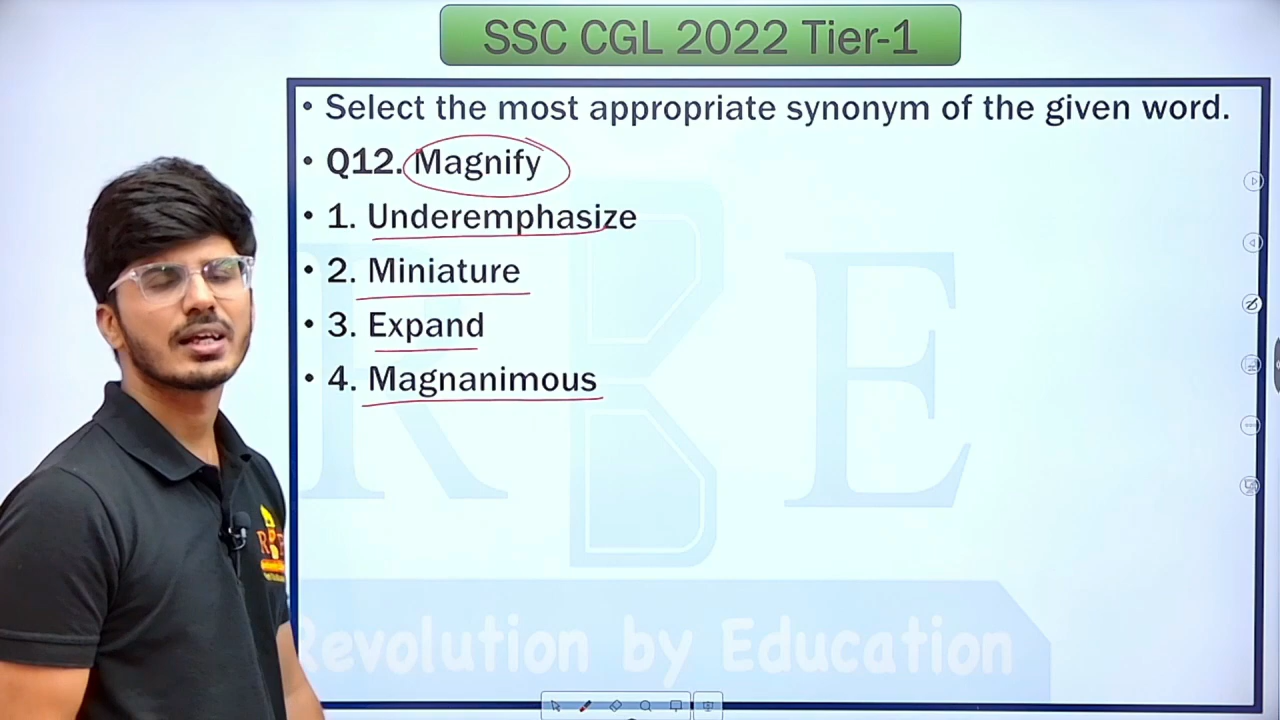 SSC CGL 2022 Tier-1
• Select the most appropriate synonym of the given word.
• Q12. Magnify
• 1. Underemphasize
• 2. Miniature
• 3. Expand
• 4. Magnanimous
R B E
Revolution by Education